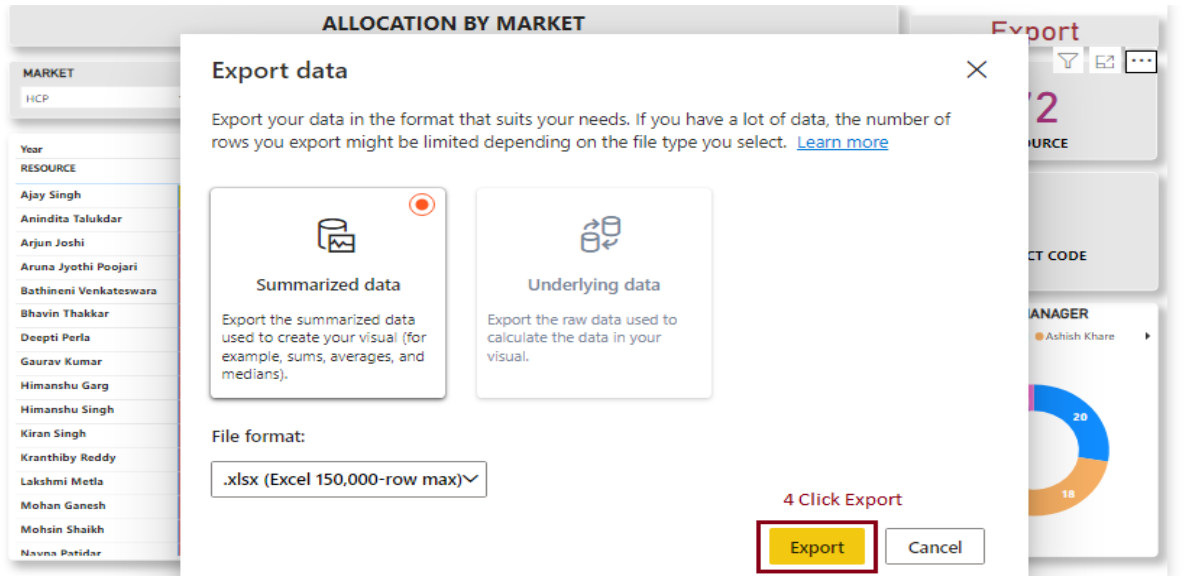 ALLOCATION BY MARKET
Export
MARKET
HCP
Year
RESOURCE
Ajay Singh
Anindita Talukdar
Arjun Joshi
Aruna Jyothi Poojari
Bathineni Venkateswara
Bhavin Thakkar
Deepti Perla
Gaurav Kumar
Himanshu Garg
Himanshu Singh
Kiran Singh
Kranthiby Reddy
Lakshmi Metla
Mohan Ganesh
Mohsin Shaikh
Nayna Patidar
Export data
Export your data in the format that suits your needs. If you have a lot of data, the number of
rows you export might be limited depending on the file type you select. Learn more
Summarized data
Export the summarized data
used to create your visual (for
example, sums, averages, and
medians).
Underlying data
Export the raw data used to
calculate the data in your
visual.
File format:
.xlsx (Excel 150,000-row max)
4 Click Export
Export
Cancel
2
URCE
CT CODE
ANAGER
Ashish Khare
20
18